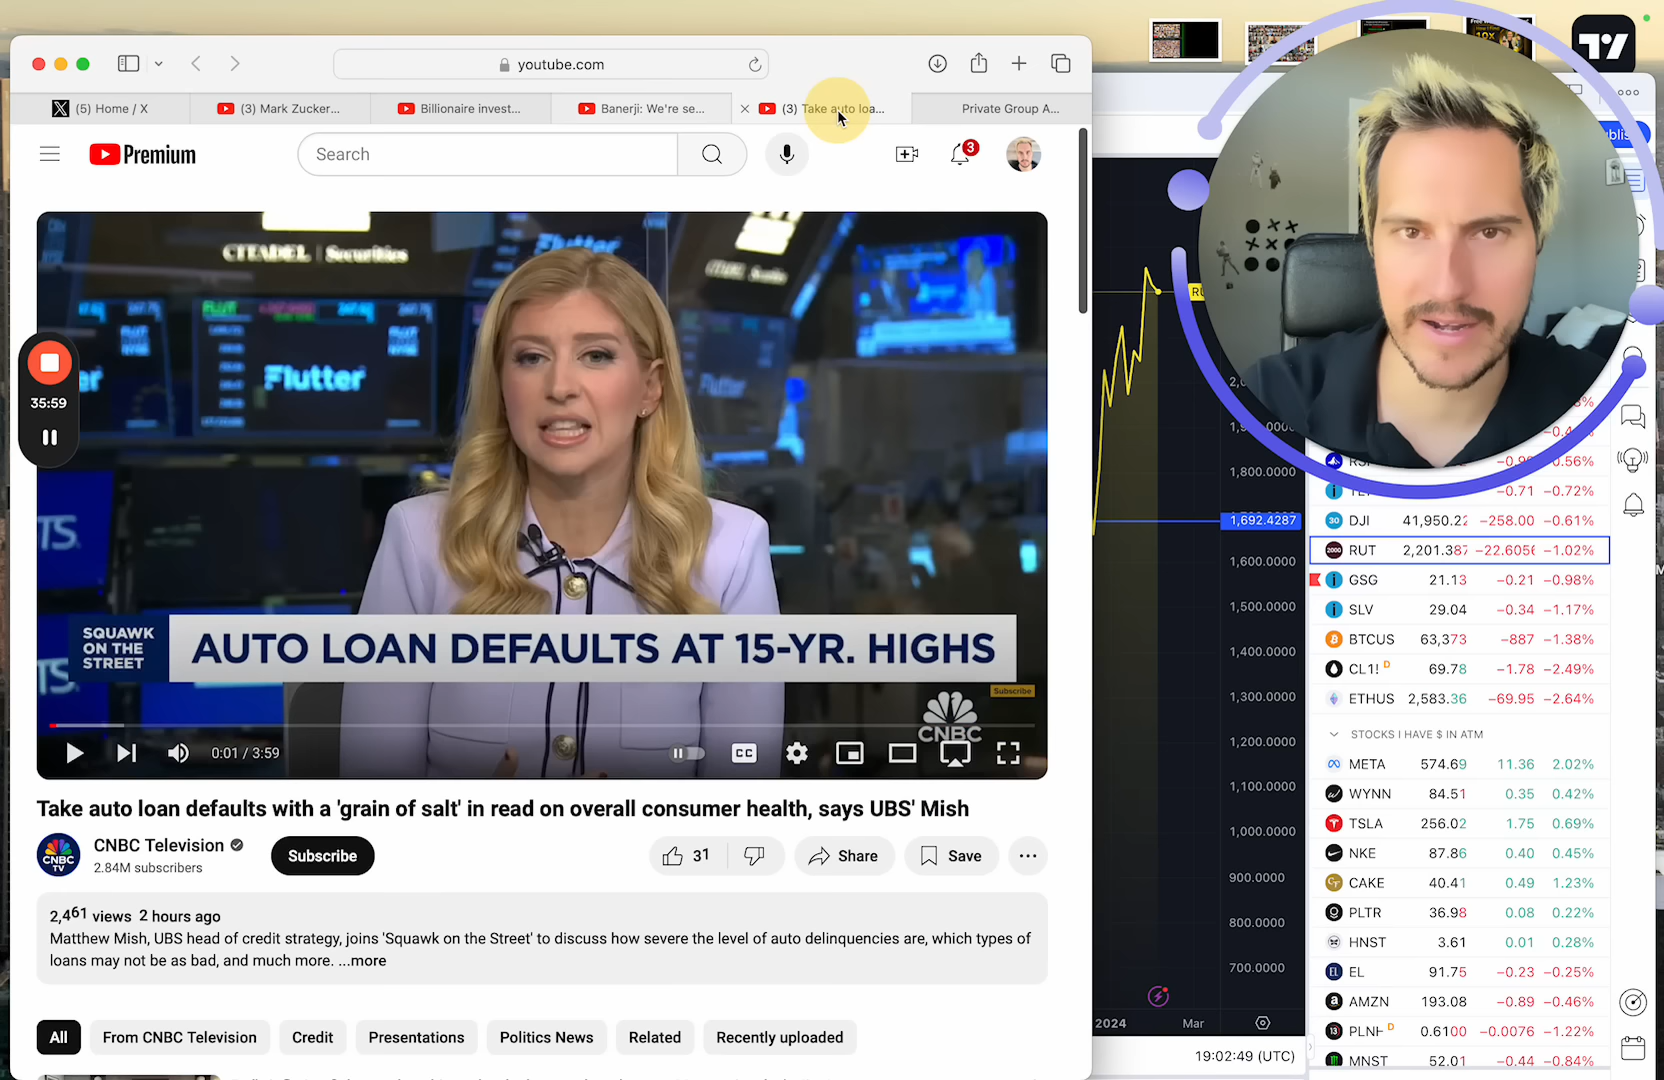 youtube.com
(5) Home / X
(3) Mark Zucker...
Billionaire invest...
Banerji: We're se...
(3) Take auto loa...
Private Group A...
Premium
Search
3
CITADEL | Securities
Flutter
Flutter
35:59
SQUAWK
ON THE
STREET
AUTO LOAN DEFAULTS AT 15-YR. HIGHS
Subscribe
CNBC
0:01 / 3:59
CC
Take auto loan defaults with a 'grain of salt' in read on overall consumer health, says UBS' Mish
CNBC Television
2.84M subscribers
Subscribe
31
Share
Save
2,461 views 2 hours ago
Matthew Mish, UBS head of credit strategy, joins 'Squawk on the Street' to discuss how severe the level of auto delinquencies are, which types of
loans may not be as bad, and much more. ...more
All
From CNBC Television
Credit
Presentations
Politics News
Related
Recently uploaded
1,800.0000
1,692.4287
1,600.0000
1,500.0000
1,400.0000
1,300.0000
1,200.0000
1,100.0000
1,000.0000
900.0000
800.0000
700.0000
2024
Mar
19:02:49 (UTC)
−0.71 −0.72%
DJI 41,950.22 −258.00 −0.61%
RUT 2,201.387 −22.6056 −1.02%
GSG 21.13 −0.21 −0.98%
SLV 29.04 −0.34 −1.17%
BTCUS 63,373 −887 −1.38%
CL1! D 69.78 −1.78 −2.49%
ETHUS 2,583.36 −69.95 −2.64%
STOCKS I HAVE $ IN ATM
META 574.69 11.36 2.02%
WYNN 84.51 0.35 0.42%
TSLA 256.02 1.75 0.69%
NKE 87.86 0.40 0.45%
CAKE 40.41 0.49 1.23%
PLTR 36.98 0.08 0.22%
HNST 3.61 0.01 0.28%
EL 91.75 −0.23 −0.25%
AMZN 193.08 −0.89 −0.46%
PLNH D 0.6100 −0.0076 −1.22%
MNST 52.01 −0.44 −0.84%